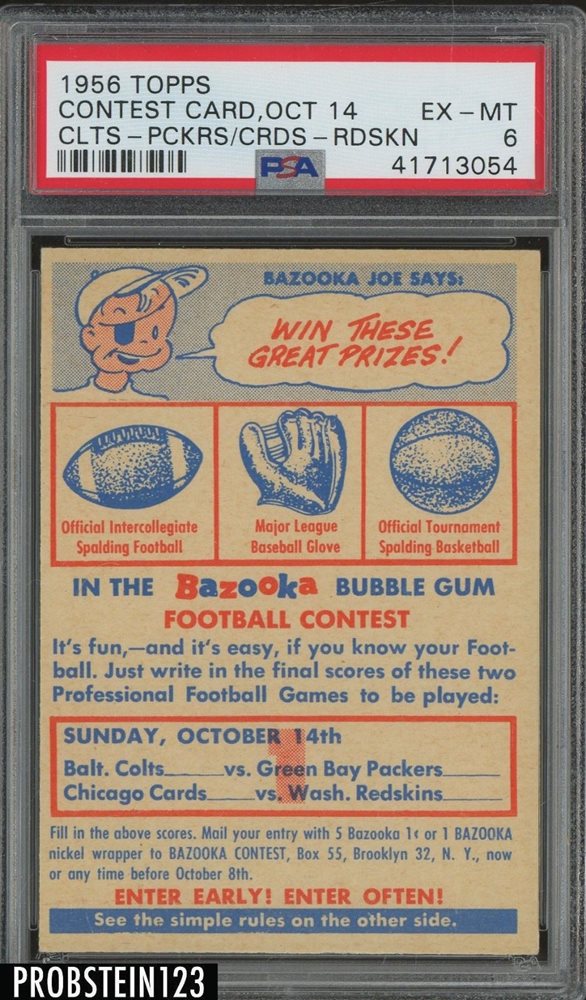 1956 TOPPS
CONTEST CARD,OCT 14 EX-MT
CLTS-PCKRS/CRDS-RDSKN 6
PSA 41713054
BAZOOKA JOE SAYS:
WIN THESE
GREAT PRIZES!
Official Intercollegiate
Spalding Football
Major League
Baseball Glove
Official Tournament
Spalding Basketball
IN THE Bazooka BUBBLE GUM
FOOTBALL CONTEST
It's fun,—and it's easy, if you know your Foot-
ball. Just write in the final scores of these two
Professional Football Games to be played:
1
SUNDAY, OCTOBER 14th
Balt. Colts_____vs. Green Bay Packers_____
Chicago Cards_____vs. Wash. Redskins_____
Fill in the above scores. Mail your entry with 5 Bazooka 1¢ or 1 BAZOOKA
nickel wrapper to BAZOOKA CONTEST, Box 55, Brooklyn 32, N. Y., now
or any time before October 8th.
ENTER EARLY! ENTER OFTEN!
See the simple rules on the other side.
PROBSTEIN123